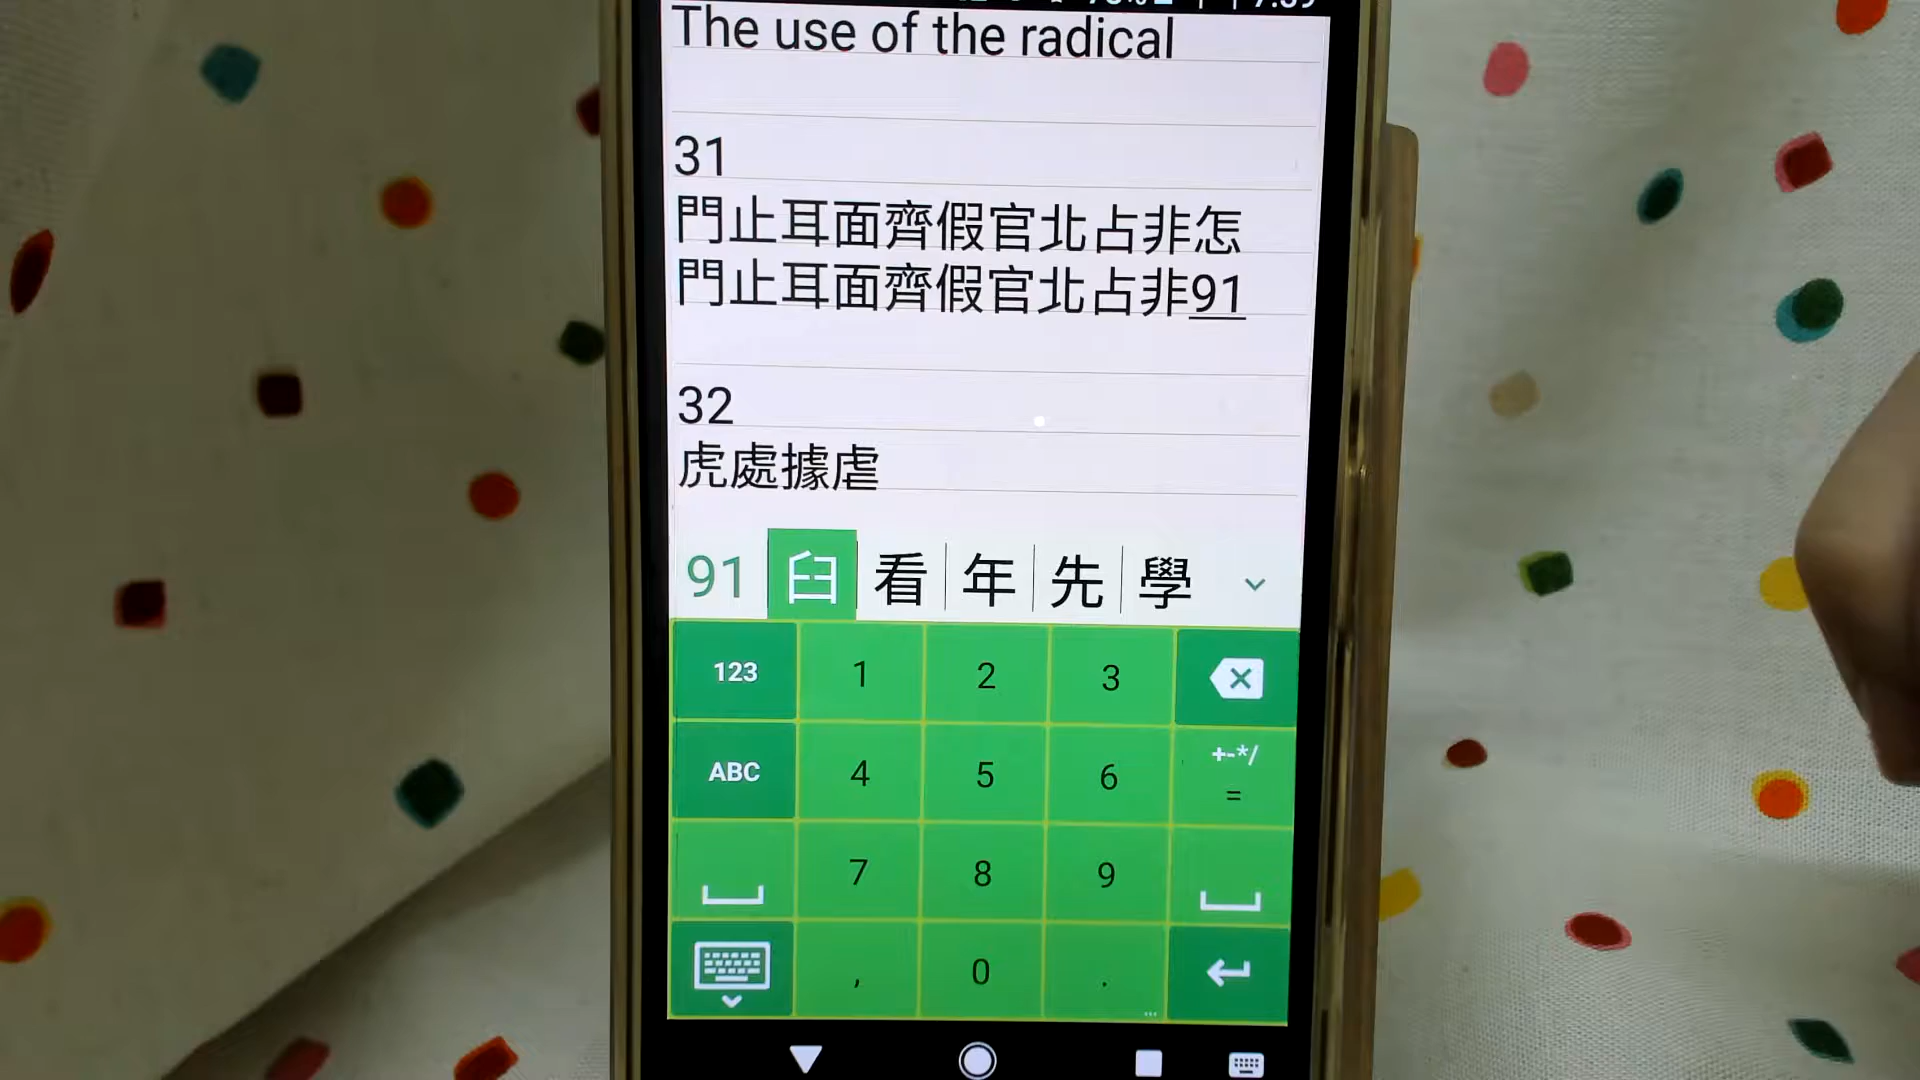 The use of the radical
31
門止耳面齊假官北占非怎
門止耳面齊假官北占非91
32
虎處據虐
91 臼 看 年 先 學
123 1 2 3
ABC 4 5 6 +-*/ =
7 8 9
, 0 . ...